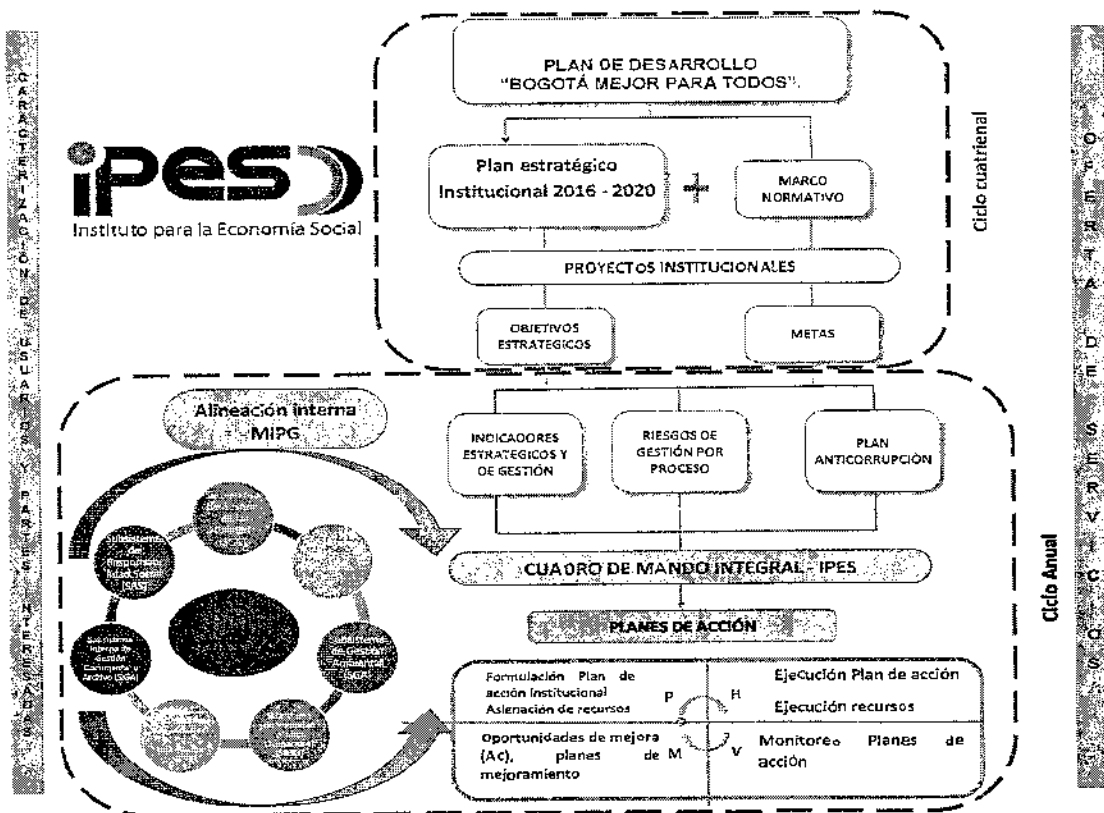 CARACTERIZACIÓN DE USUARIOS Y PARTES INTERESADAS
ipes
Instituto para la Economía Social
PLAN DE DESARROLLO
"BOGOTÁ MEJOR PARA TODOS".
Plan estratégico
Institucional 2016 - 2020
+
MARCO
NORMATIVO
PROYECTOS INSTITUCIONALES
OBJETIVOS
ESTRATEGICOS
METAS
Ciclo cuatrienal
Alineación interna
MIPG
INDICADORES
ESTRATEGICOS Y
DE GESTIÓN
RIESGOS DE
GESTIÓN POR
PROCESO
PLAN
ANTICORRUPCIÓN
CUADRO DE MANDO INTEGRAL - IPES
PLANES DE ACCIÓN
Subsistema
Interno de
Gestión
Documental y
Archivo (SIGA)
Subsistema
de Gestión
Ambiental
(SGA)
Formulación Plan de
acción Institucional
Asignación de recursos
P
H
Ejecución Plan de acción
Ejecución recursos
Oportunidades de mejora
(Ac), planes de
mejoramiento
M
V
Monitoreo Planes de
acción
Ciclo Anual
OFERTA DE SERVICIOS